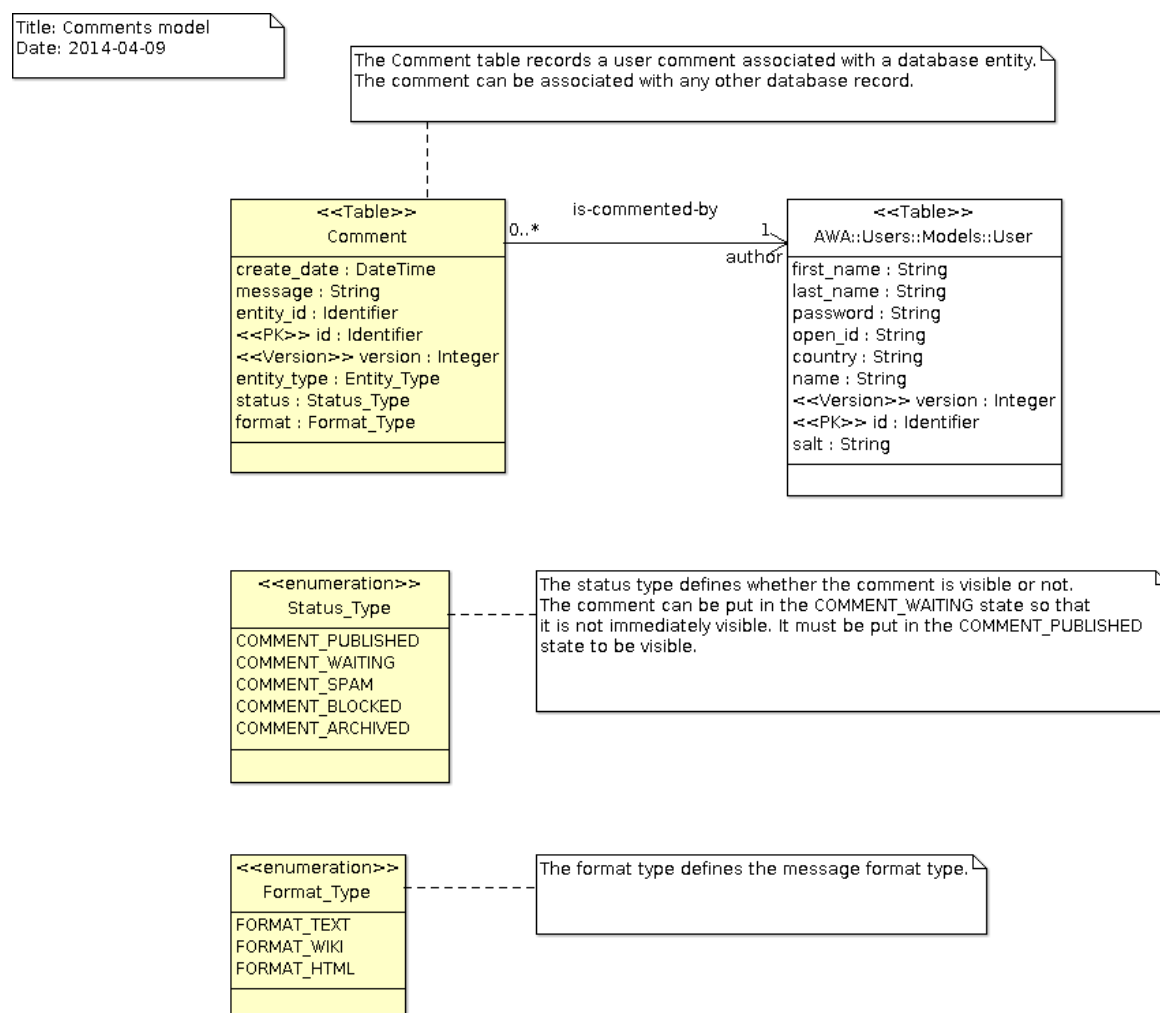 Title: Comments model
Date: 2014-04-09
The Comment table records a user comment associated with a database entity.
The comment can be associated with any other database record.
<<Table>>
Comment
create_date : DateTime
message : String
entity_id : Identifier
<<PK>> id : Identifier
<<Version>> version : Integer
entity_type : Entity_Type
status : Status_Type
format : Format_Type
is-commented-by
0..*
1
author
<<Table>>
AWA::Users::Models::User
first_name : String
last_name : String
password : String
open_id : String
country : String
name : String
<<Version>> version : Integer
<<PK>> id : Identifier
salt : String
<<enumeration>>
Status_Type
COMMENT_PUBLISHED
COMMENT_WAITING
COMMENT_SPAM
COMMENT_BLOCKED
COMMENT_ARCHIVED
The status type defines whether the comment is visible or not.
The comment can be put in the COMMENT_WAITING state so that
it is not immediately visible. It must be put in the COMMENT_PUBLISHED
state to be visible.
<<enumeration>>
Format_Type
FORMAT_TEXT
FORMAT_WIKI
FORMAT_HTML
The format type defines the message format type.